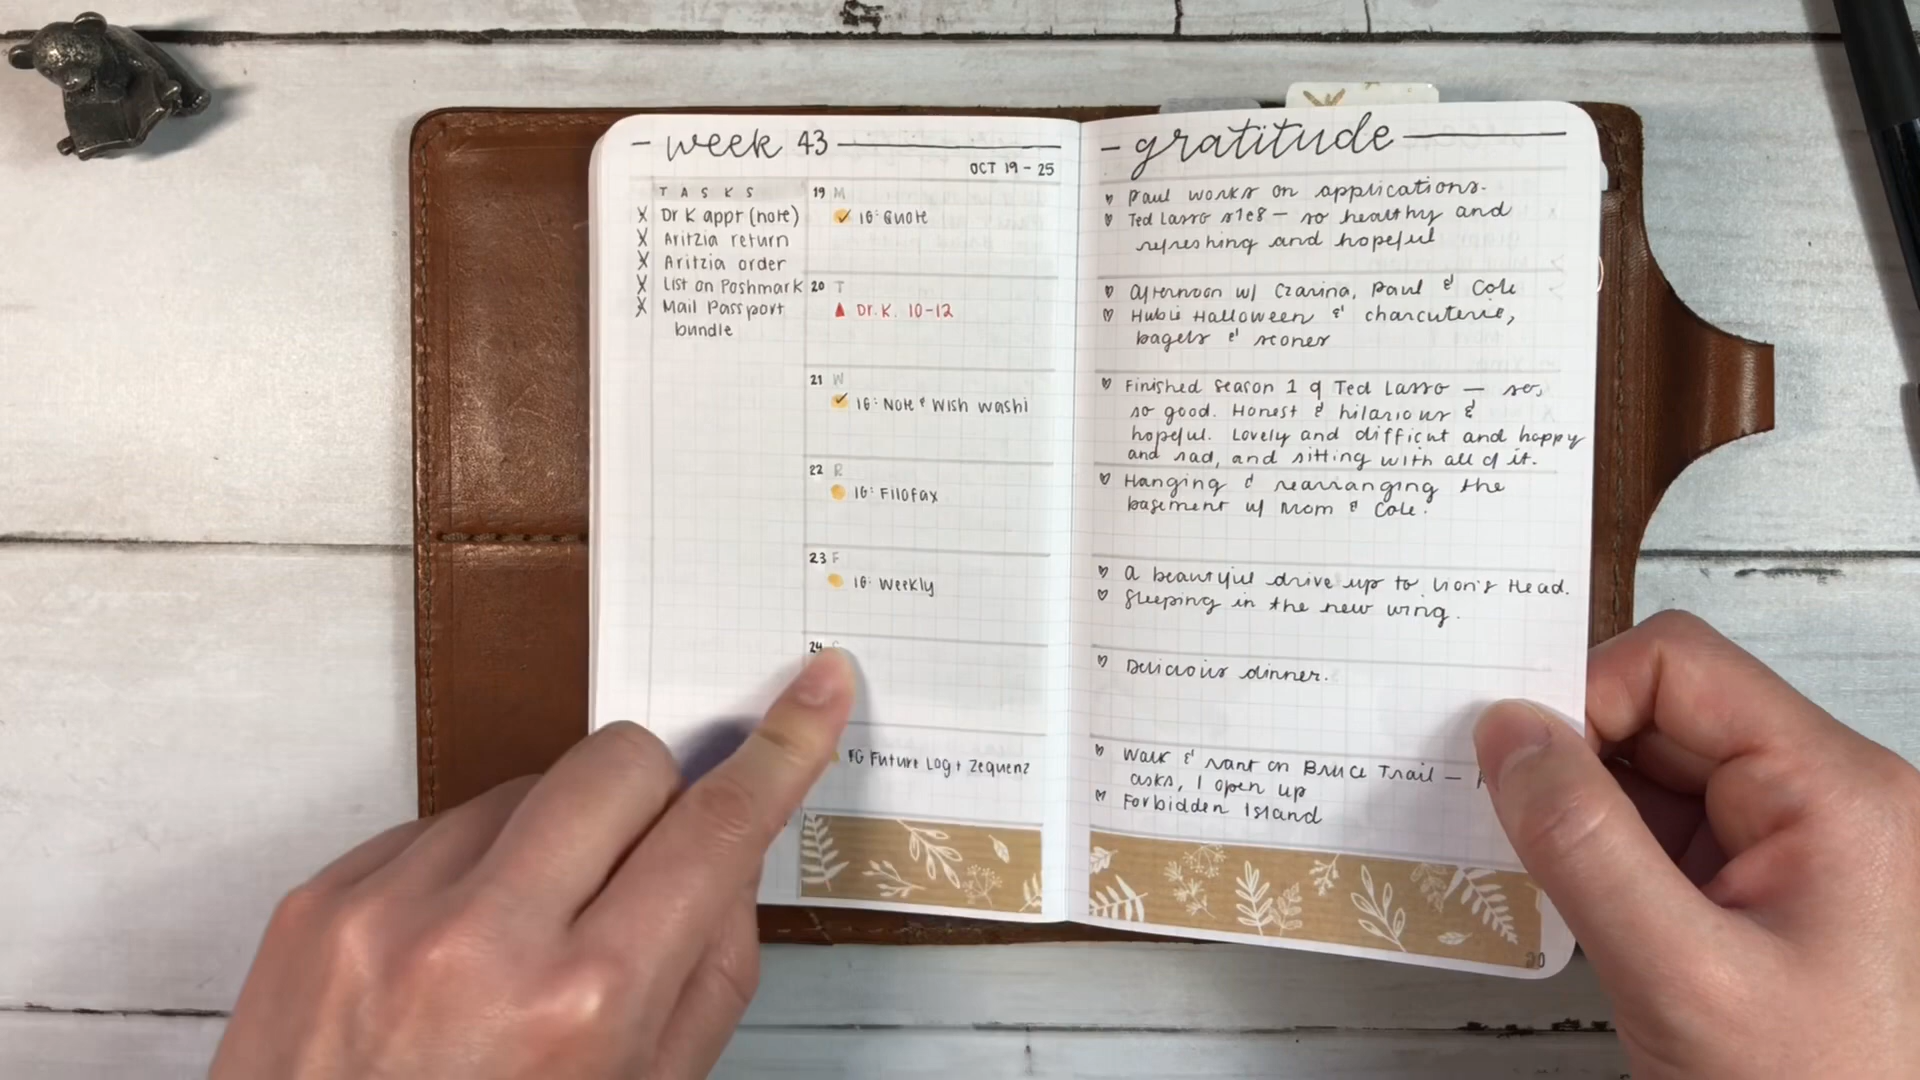 week 43
OCT 19 - 25
TASKS
X Dr K appt (note)
X Aritzia return
X Aritzia order
X List on Poshmark
X Mail Passport
bundle
19 M
✓ IG: Quote
20 T
▲ Dr. K. 10-12
21 W
✓ IG: Note & Wish Washi
22 R
IG: Filofax
23 F
IG: Weekly
24
IG Future Log + Zequenz
gratitude
♥ Paul works on applications.
♥ Ted Lasso s1e8 — so healthy and
refreshing and hopeful
♥ Afternoon w/ Czarina, Paul & Cole
♥ Hubie Halloween & charcuterie,
bagels & scones
♥ Finished Season 1 of Ted Lasso — so,
so good. Honest & hilarious &
hopeful. Lovely and difficult and happy
and sad, and sitting with all of it.
♥ Hanging & rearranging the
basement w/ Mom & Cole.
♥ A beautiful drive up to Lion's Head.
♥ Sleeping in the new wing.
♥ Delicious dinner.
♥ Walk & rant on Bruce Trail —
asks, I open up
♥ Forbidden Island